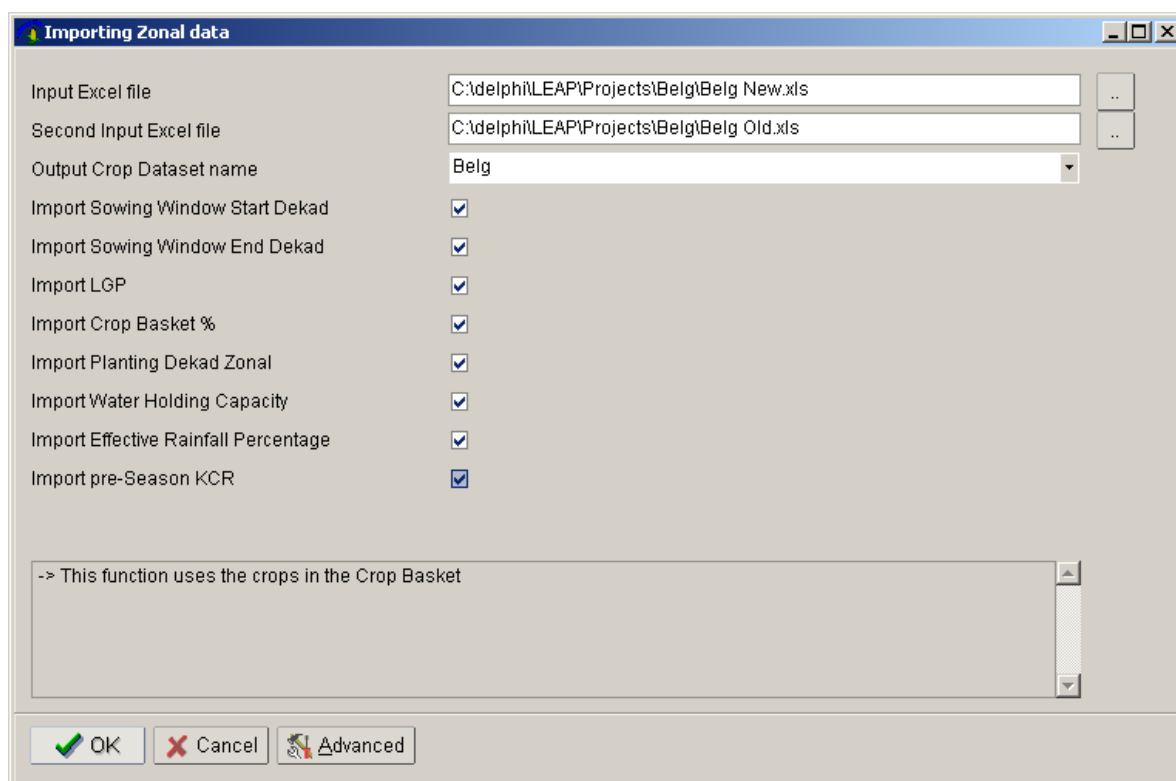 Importing Zonal data
Input Excel file C:\delphi\LEAP\Projects\Belg\Belg New.xls ..
Second Input Excel file C:\delphi\LEAP\Projects\Belg\Belg Old.xls ..
Output Crop Dataset name Belg
Import Sowing Window Start Dekad
Import Sowing Window End Dekad
Import LGP
Import Crop Basket %
Import Planting Dekad Zonal
Import Water Holding Capacity
Import Effective Rainfall Percentage
Import pre-Season KCR
-> This function uses the crops in the Crop Basket
OK Cancel Advanced